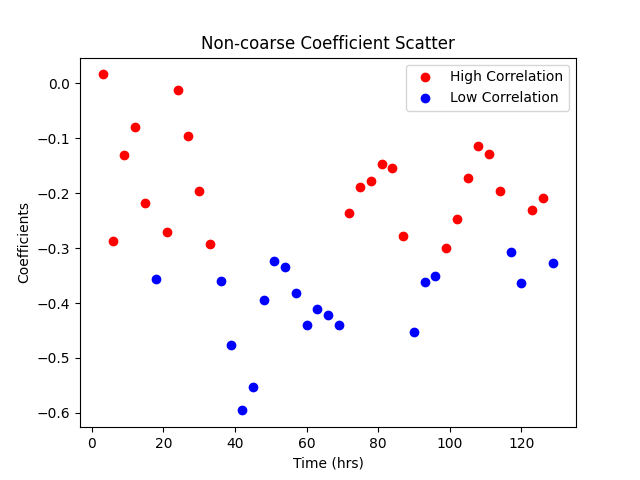 Non-coarse Coefficient Scatter
High Correlation
Low Correlation
0.0
−0.1
−0.2
−0.3
−0.4
−0.5
−0.6
Coefficients
0 20 40 60 80 100 120
Time (hrs)